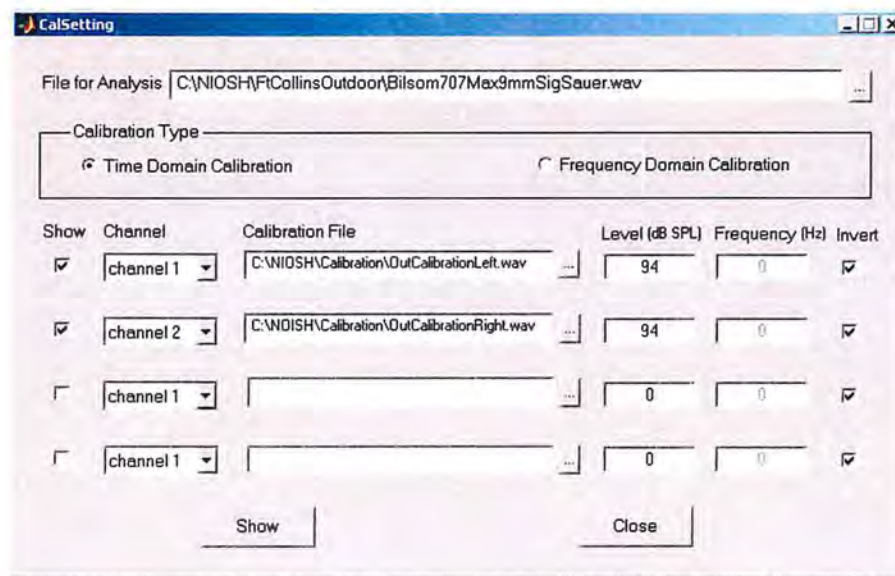 CalSetting
File for Analysis C:\NIOSH\FtCollinsOutdoor\Bilsom707Max9mmSigSauer.wav ...
Calibration Type
Time Domain Calibration Frequency Domain Calibration
Show Channel Calibration File Level (dB SPL) Frequency (Hz) Invert
channel 1 C:\NIOSH\Calibration\OutCalibrationLeft.wav ... 94 0
channel 2 C:\NOISH\Calibration\OutCalibrationRight.wav ... 94 0
channel 1 ... 0 0
channel 1 ... 0 0
Show Close